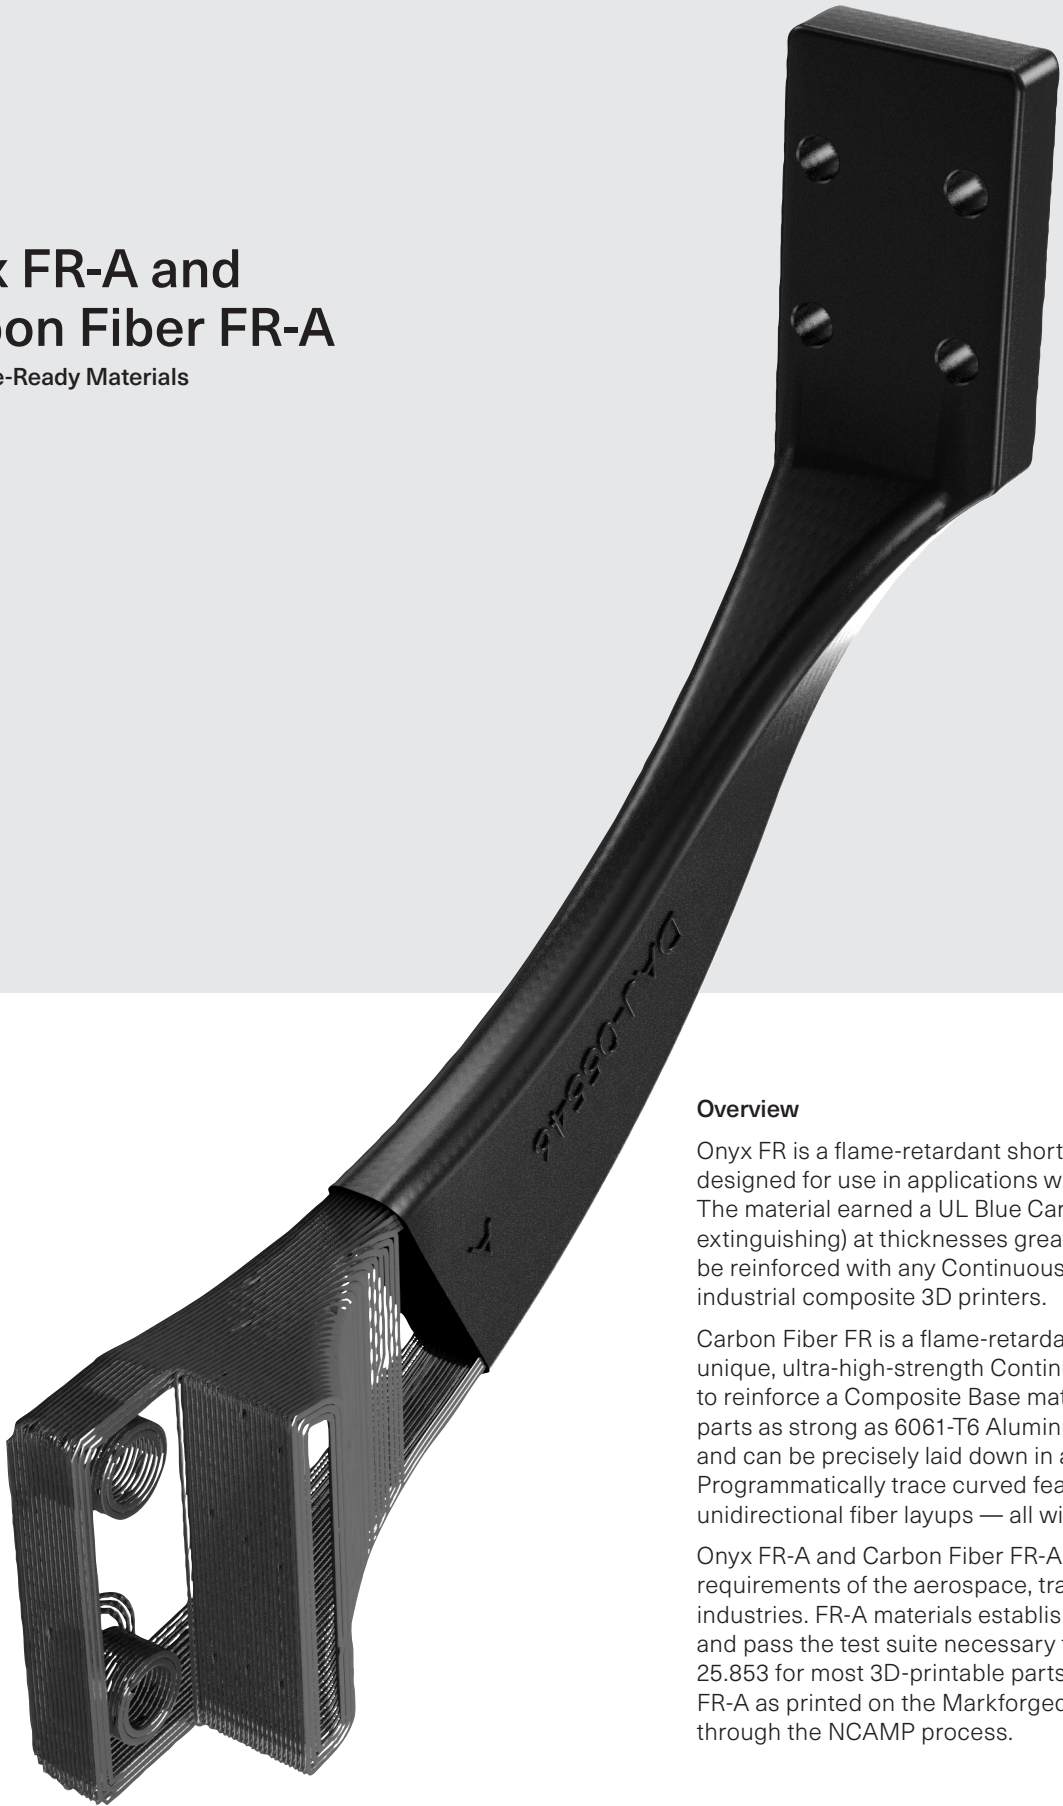 x FR-A and
bon Fiber FR-A
e-Ready Materials
DAJ-05546
Overview
Onyx FR is a flame-retardant short
designed for use in applications w
The material earned a UL Blue Car
extinguishing) at thicknesses grea
be reinforced with any Continuous
industrial composite 3D printers.
Carbon Fiber FR is a flame-retarda
unique, ultra-high-strength Contin
to reinforce a Composite Base mat
parts as strong as 6061-T6 Alumin
and can be precisely laid down in a
Programmatically trace curved fea
unidirectional fiber layups — all wi
Onyx FR-A and Carbon Fiber FR-A
requirements of the aerospace, tra
industries. FR-A materials establis
and pass the test suite necessary t
25.853 for most 3D-printable parts
FR-A as printed on the Markforged
through the NCAMP process.